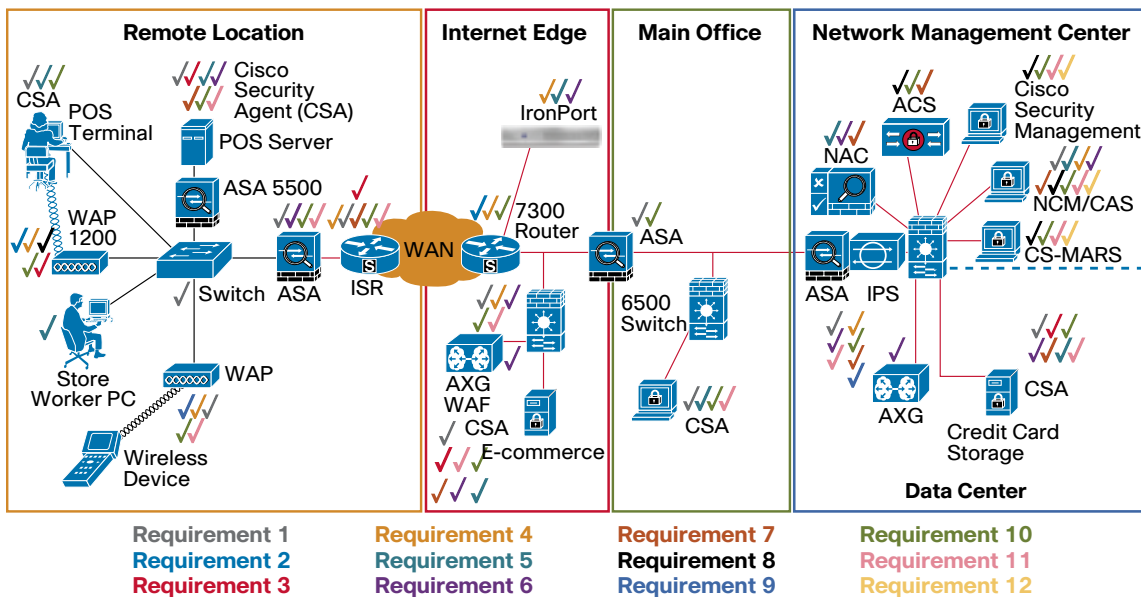 Remote Location
Internet Edge
Main Office
Network Management Center
CSA
POS
Terminal
Cisco
Security
Agent (CSA)
POS Server
ASA 5500
WAP
1200
Switch
ASA
ISR
WAN
Store
Worker PC
WAP
Wireless
Device
IronPort
7300
Router
AXG
WAF
CSA
E-commerce
ASA
6500
Switch
CSA
ACS
Cisco
Security
Management
NAC
NCM/CAS
CS-MARS
ASA
IPS
AXG
CSA
Credit Card
Storage
Data Center
S
S
Requirement 1
Requirement 2
Requirement 3
Requirement 4
Requirement 5
Requirement 6
Requirement 7
Requirement 8
Requirement 9
Requirement 10
Requirement 11
Requirement 12